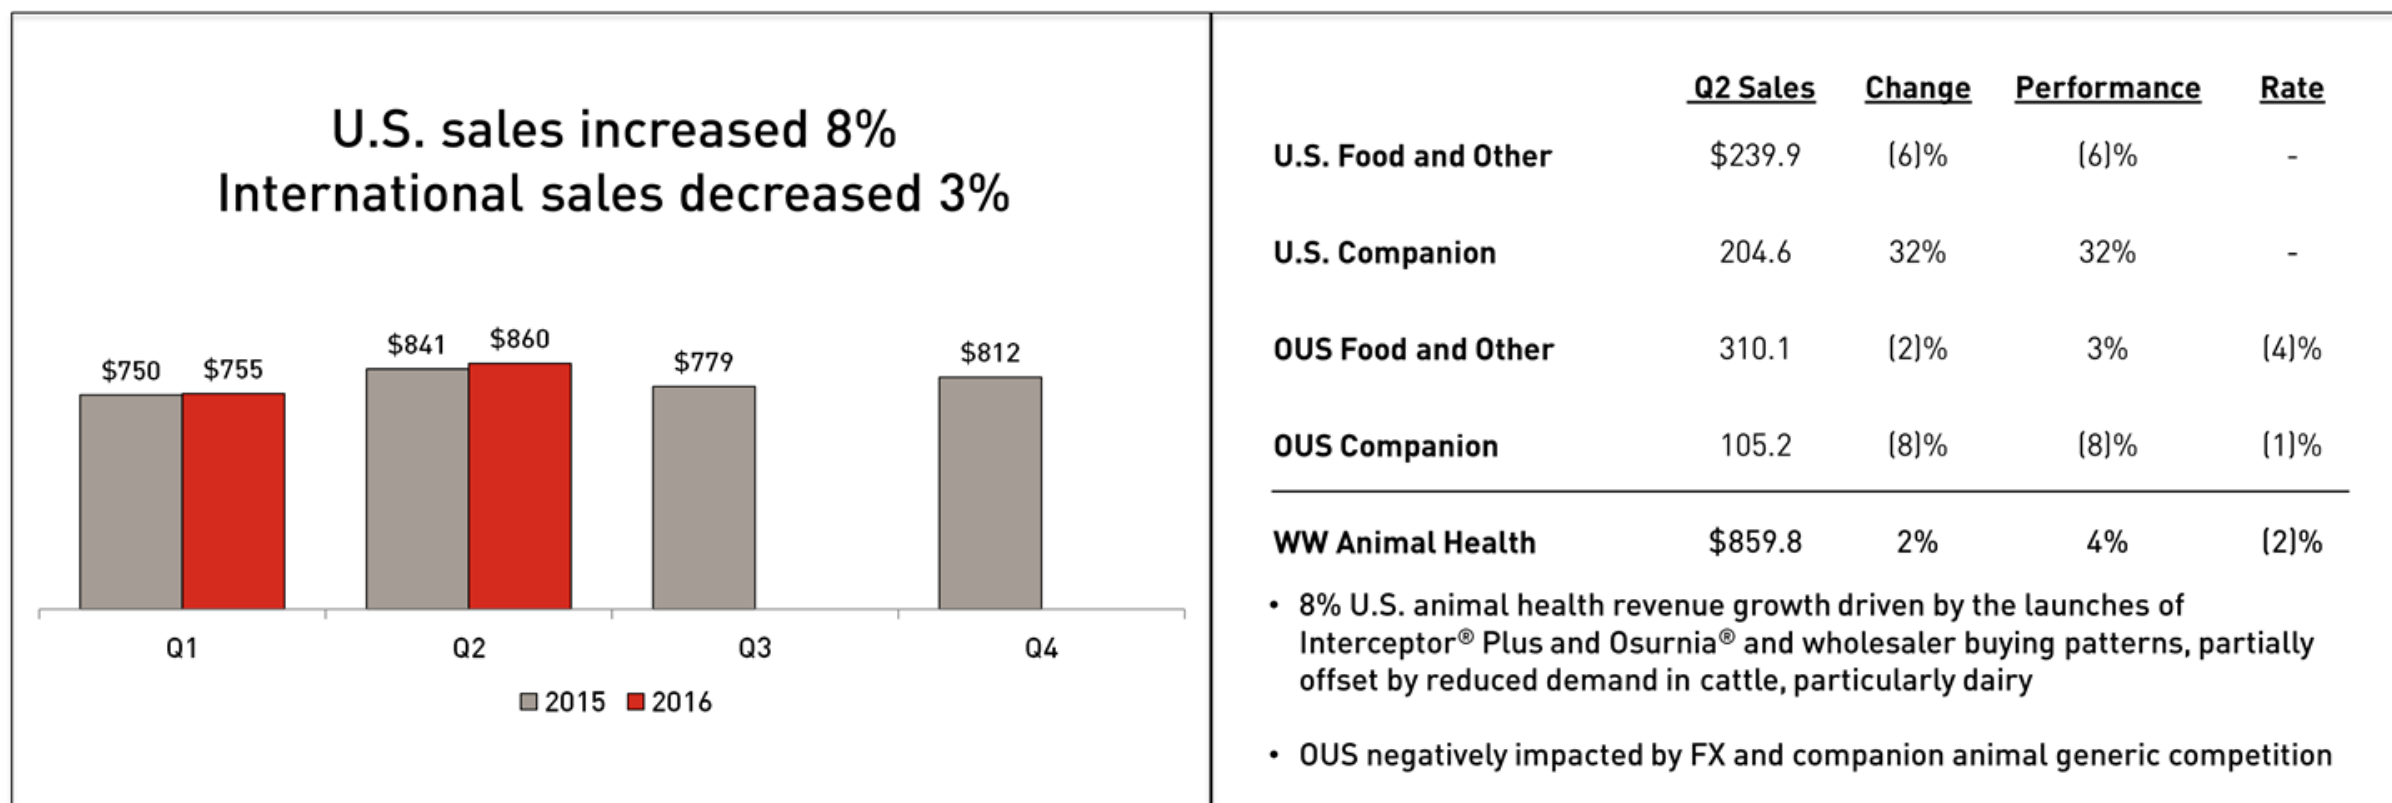 U.S. sales increased 8%
International sales decreased 3%
$750 $755 $841 $860 $779 $812
Q1 Q2 Q3 Q4
2015 2016
Q2 Sales Change Performance Rate
U.S. Food and Other $239.9 (6)% (6)% -
U.S. Companion 204.6 32% 32% -
OUS Food and Other 310.1 (2)% 3% (4)%
OUS Companion 105.2 (8)% (8)% (1)%
WW Animal Health $859.8 2% 4% (2)%
• 8% U.S. animal health revenue growth driven by the launches of
Interceptor® Plus and Osurnia® and wholesaler buying patterns, partially
offset by reduced demand in cattle, particularly dairy
• OUS negatively impacted by FX and companion animal generic competition